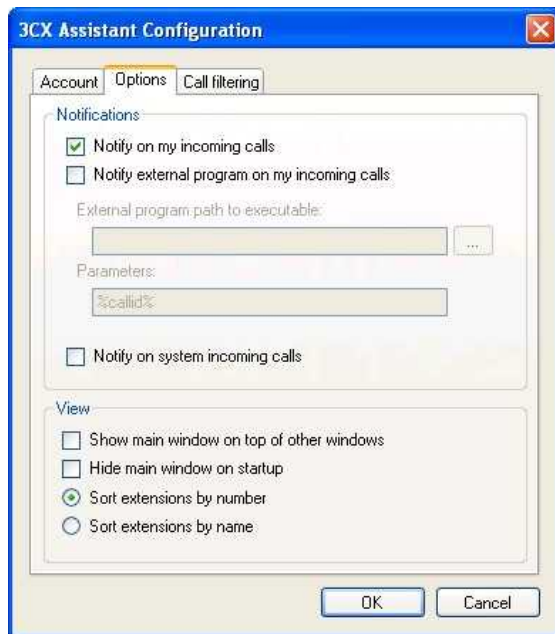 3CX Assistant Configuration
Account Options Call filtering
Notifications
Notify on my incoming calls
Notify external program on my incoming calls
External program path to executable:
...
Parameters:
%callid%
Notify on system incoming calls
View
Show main window on top of other windows
Hide main window on startup
Sort extensions by number
Sort extensions by name
OK Cancel